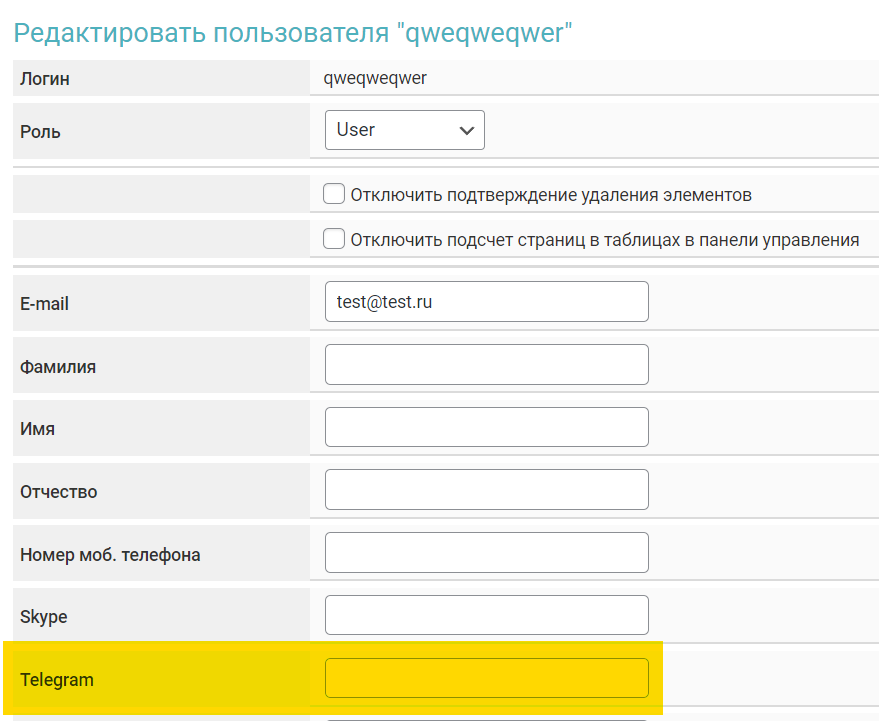 Редактировать пользователя "qweqweqwer"
Логин qweqweqwer
Роль User
Отключить подтверждение удаления элементов
Отключить подсчет страниц в таблицах в панели управления
E-mail test@test.ru
Фамилия
Имя
Отчество
Номер моб. телефона
Skype
Telegram